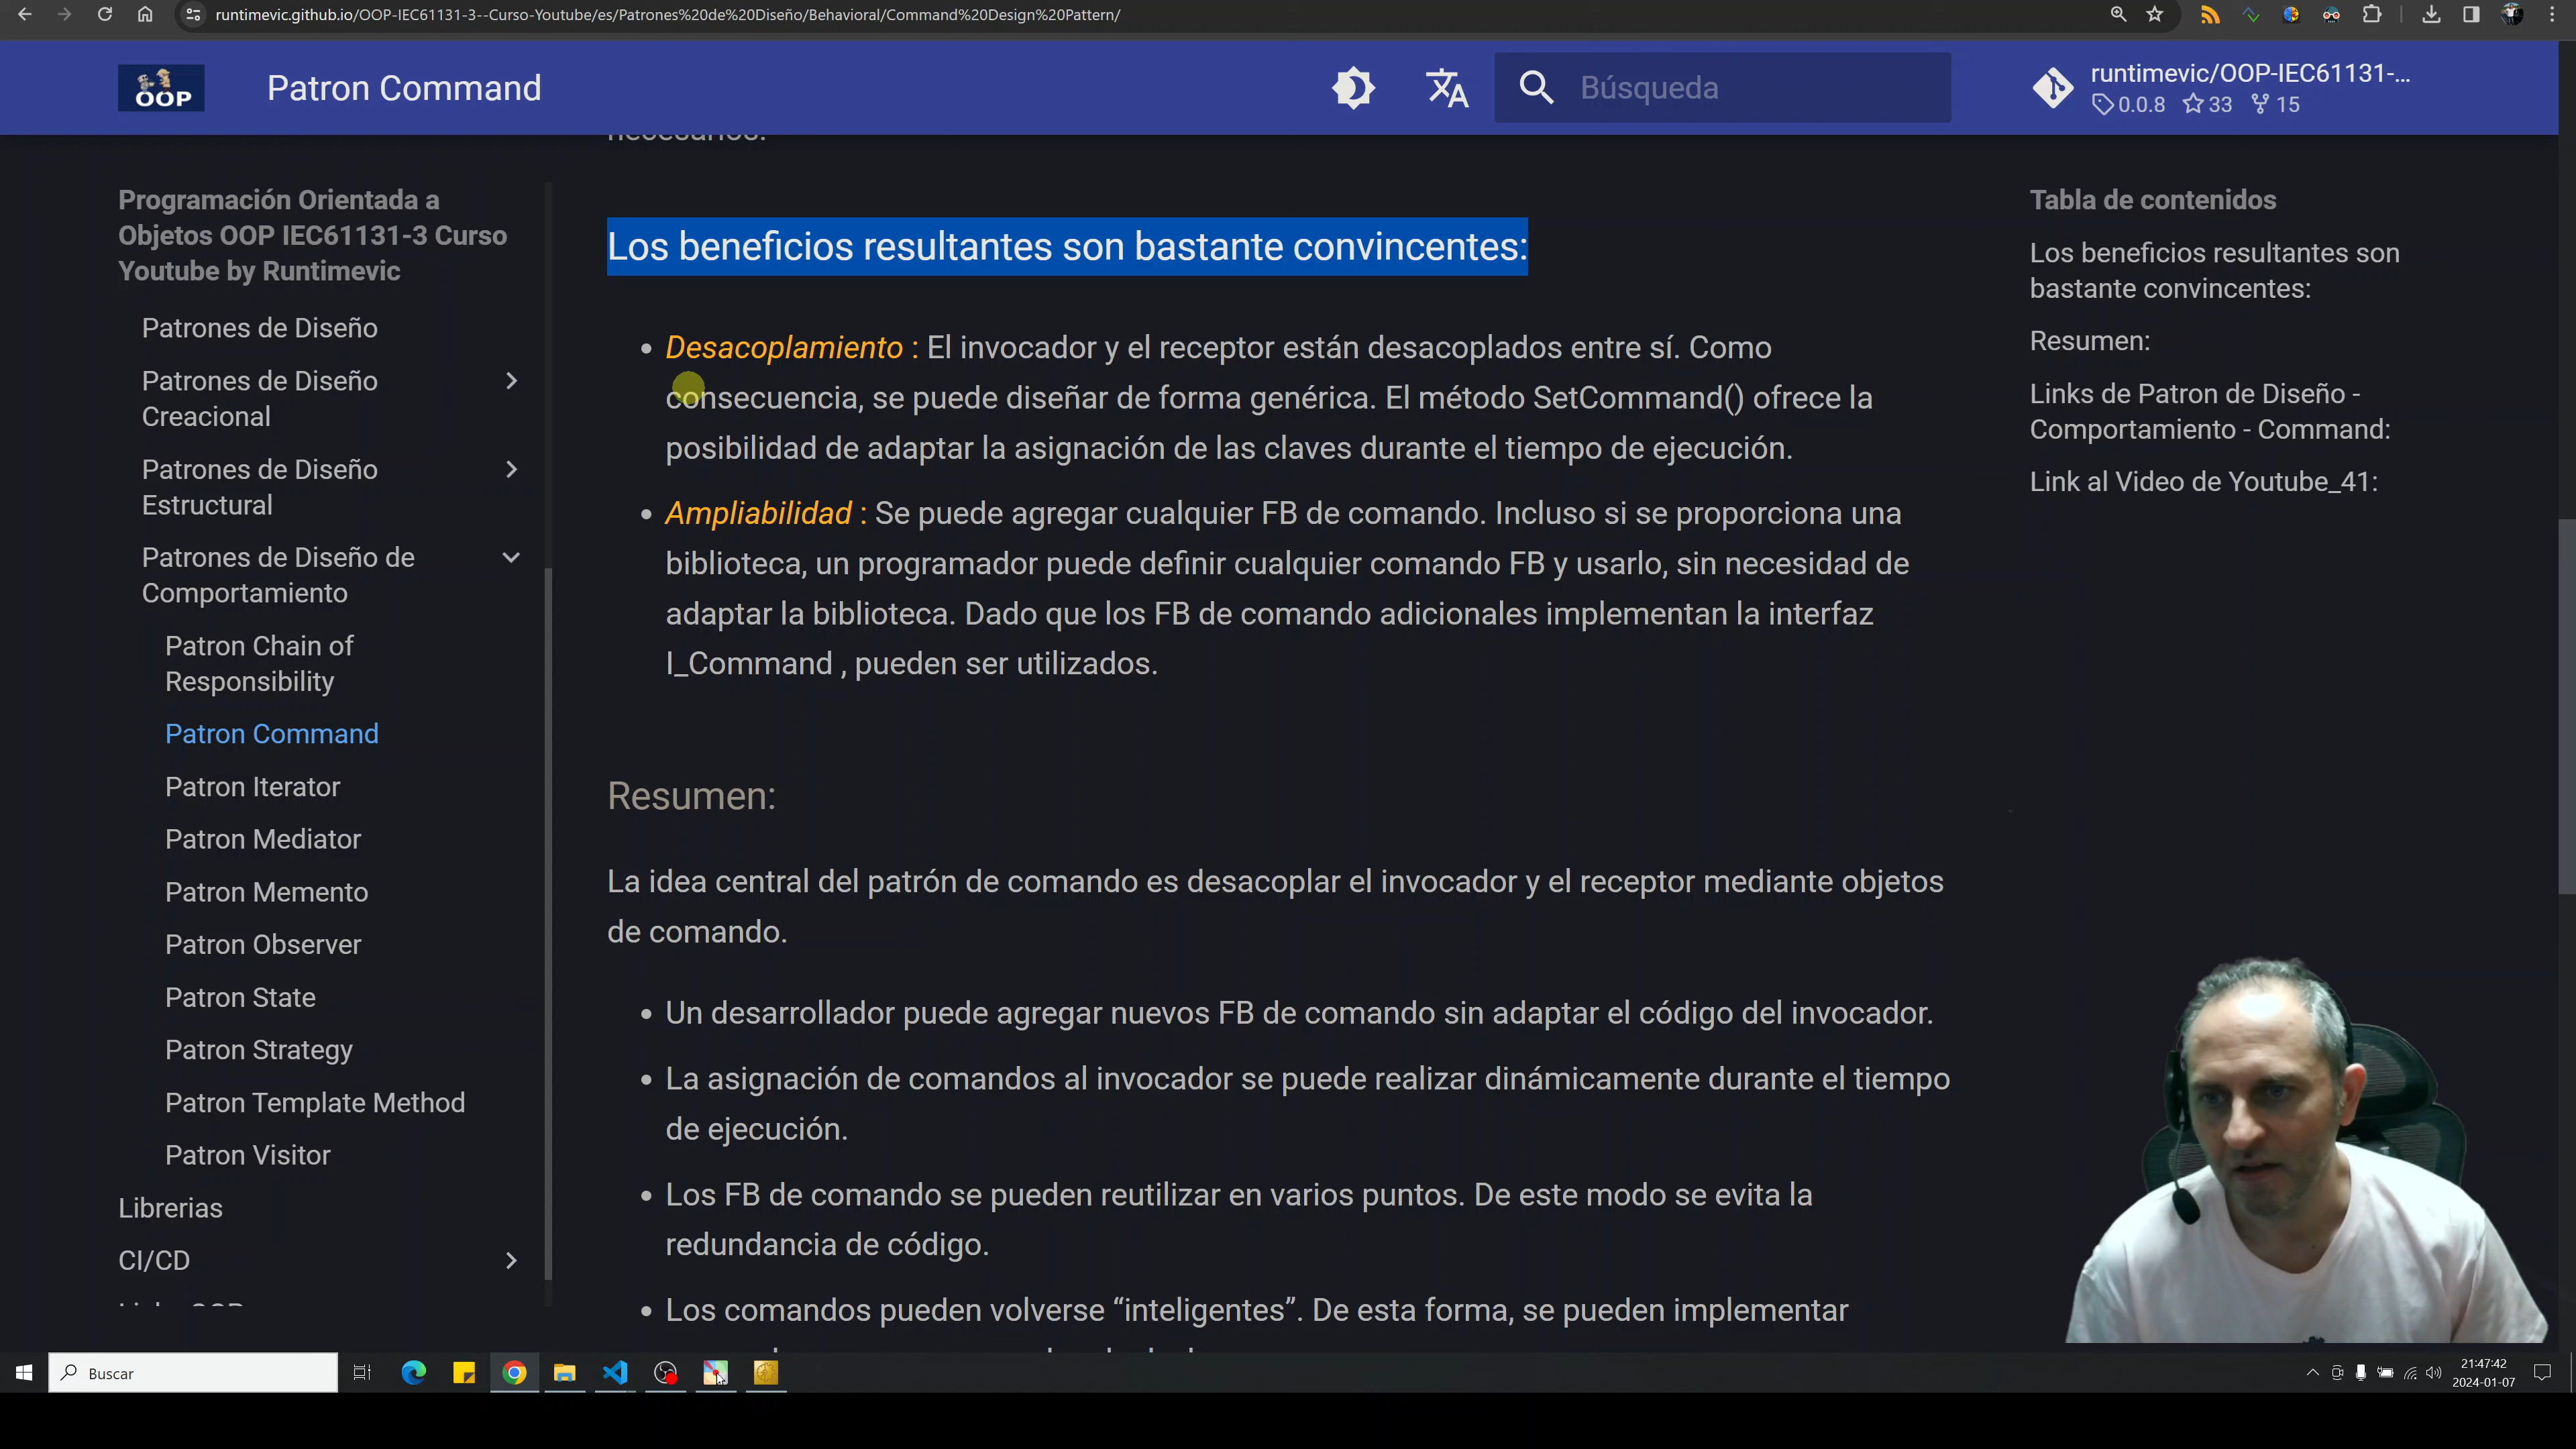 runtimevic.github.io/OOP-IEC61131-3--Curso-Youtube/es/Patrones%20de%20Diseño/Behavioral/Command%20Design%20Pattern/
OOP
Patron Command
Búsqueda
runtimevic/OOP-IEC61131-...
0.0.8 33 15
necesarios.
Programación Orientada a
Objetos OOP IEC61131-3 Curso
Youtube by Runtimevic
Patrones de Diseño
Patrones de Diseño
Creacional
Patrones de Diseño
Estructural
Patrones de Diseño de
Comportamiento
Patron Chain of
Responsibility
Patron Command
Patron Iterator
Patron Mediator
Patron Memento
Patron Observer
Patron State
Patron Strategy
Patron Template Method
Patron Visitor
Librerias
CI/CD
Los beneficios resultantes son bastante convincentes:
• Desacoplamiento : El invocador y el receptor están desacoplados entre sí. Como
consecuencia, se puede diseñar de forma genérica. El método SetCommand() ofrece la
posibilidad de adaptar la asignación de las claves durante el tiempo de ejecución.
• Ampliabilidad : Se puede agregar cualquier FB de comando. Incluso si se proporciona una
biblioteca, un programador puede definir cualquier comando FB y usarlo, sin necesidad de
adaptar la biblioteca. Dado que los FB de comando adicionales implementan la interfaz
I_Command , pueden ser utilizados.
Resumen:
La idea central del patrón de comando es desacoplar el invocador y el receptor mediante objetos
de comando.
• Un desarrollador puede agregar nuevos FB de comando sin adaptar el código del invocador.
• La asignación de comandos al invocador se puede realizar dinámicamente durante el tiempo
de ejecución.
• Los FB de comando se pueden reutilizar en varios puntos. De este modo se evita la
redundancia de código.
• Los comandos pueden volverse “inteligentes”. De esta forma, se pueden implementar
Tabla de contenidos
Los beneficios resultantes son
bastante convincentes:
Resumen:
Links de Patron de Diseño -
Comportamiento - Command:
Link al Video de Youtube_41:
Buscar
21:47:42
2024-01-07